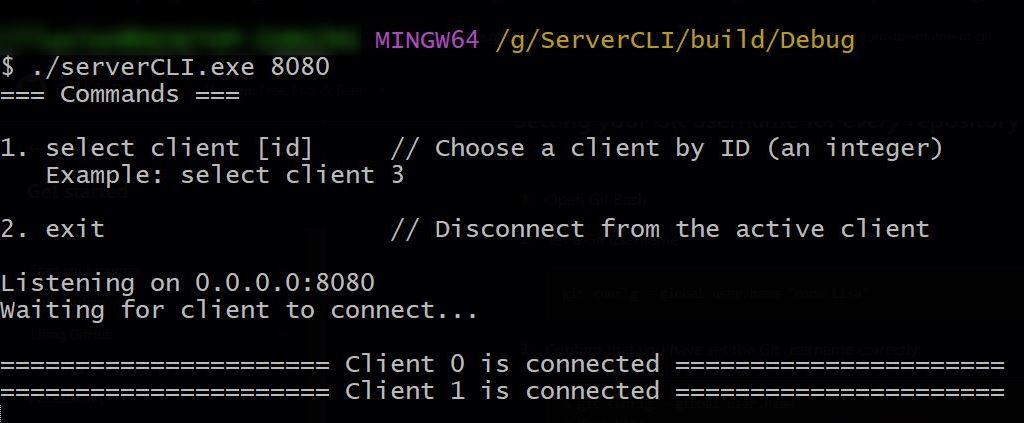 MINGW64 /g/ServerCLI/build/Debug
$ ./serverCLI.exe 8080
=== Commands ===
1. select client [id]     // Choose a client by ID (an integer)
   Example: select client 3
2. exit                   // Disconnect from the active client
Listening on 0.0.0.0:8080
Waiting for client to connect...
====================== Client 0 is connected ======================
====================== Client 1 is connected ======================